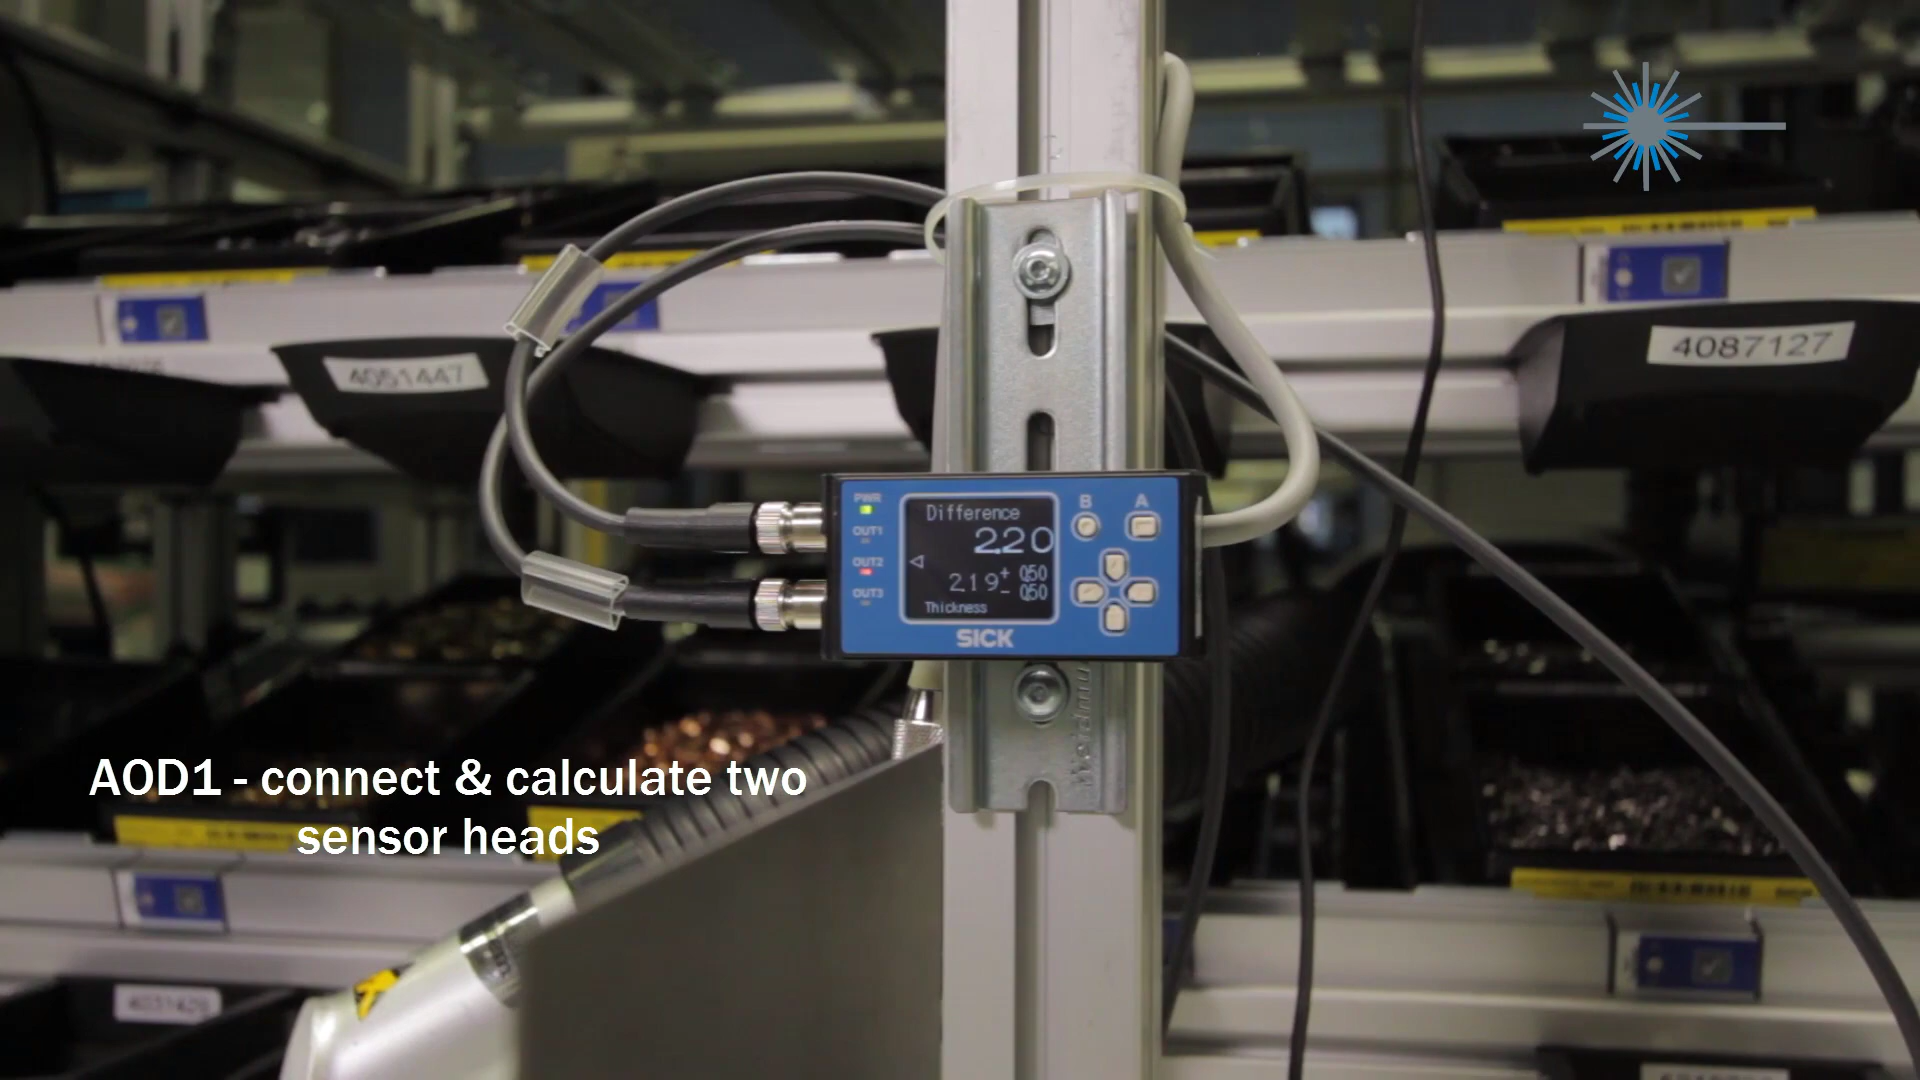 4051447
4087127
PWR
OUT1
OUT2
OUT3
Difference
2.20
2.19 + 0.50
- 0.50
Thickness
B A
SICK
AOD1 - connect & calculate two
sensor heads